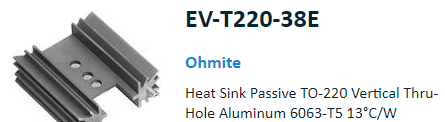 EV-T220-38E
Ohmite
Heat Sink Passive TO-220 Vertical Thru-
Hole Aluminum 6063-T5 13°C/W